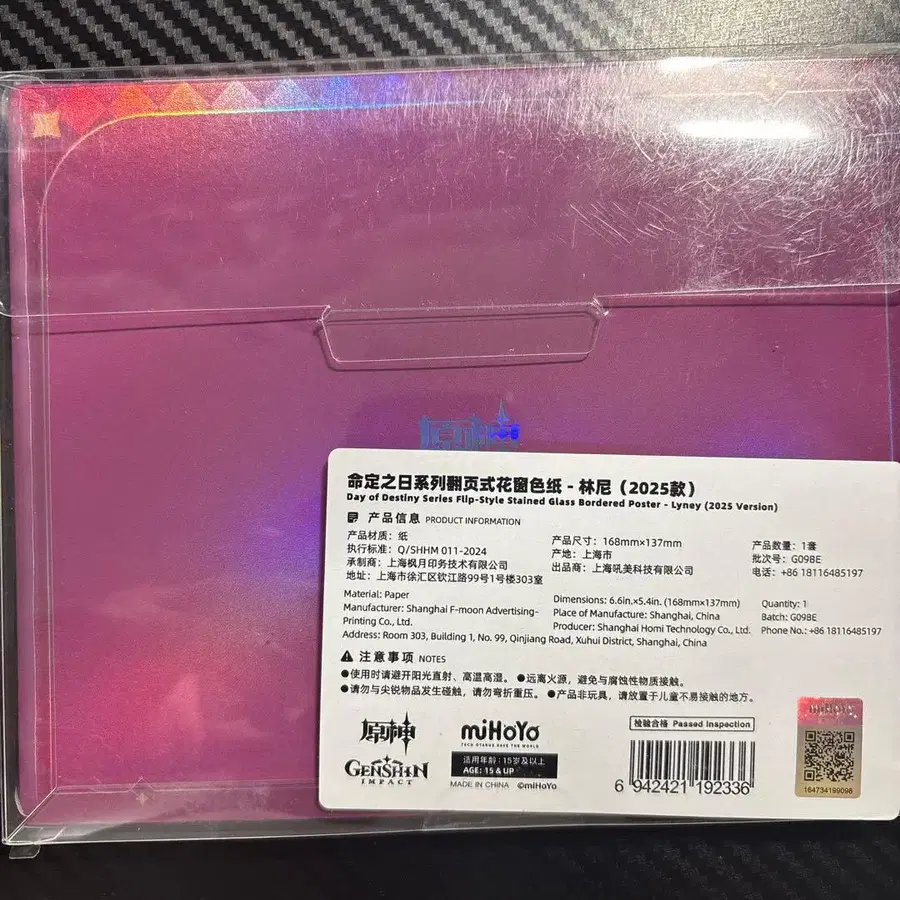 原神
命定之日系列翻页式花窗色纸 - 林尼（2025款）
Day of Destiny Series Flip-Style Stained Glass Bordered Poster - Lyney (2025 Version)
产品信息 PRODUCT INFORMATION
产品材质：纸
产品尺寸：168mm×137mm
产品数量：1套
执行标准：Q/SHHM 011-2024
产地：上海市
批次号：G09BE
承制商：上海枫月印务技术有限公司
出品商：上海吼美科技有限公司
电话：+86 18116485197
地址：上海市徐汇区钦江路99号1号楼303室
Material: Paper
Dimensions: 6.6in.×5.4in. (168mm×137mm)
Quantity: 1
Manufacturer: Shanghai F-moon Advertising-
Printing Co., Ltd.
Place of Manufacture: Shanghai, China
Batch: G09BE
Producer: Shanghai Homi Technology Co., Ltd.
Phone No.: +86 18116485197
Address: Room 303, Building 1, No. 99, Qinjiang Road, Xuhui District, Shanghai, China
注意事项 NOTES
●使用时请避开阳光直射、高温高湿。 ●远离火源，避免与腐蚀性物质接触。
●请勿与尖锐物品发生碰触，请勿弯折重压。 ●产品非玩具，请放置于儿童不易接触的地方。
原神
GENSHIN
IMPACT
miHoYo
TECH OTAKUS SAVE THE WORLD
适用年龄：15岁及以上
AGE: 15 & UP
MADE IN CHINA ©miHoYo
检验合格 Passed Inspection
6 942421 192336
miHoYo
164734199098